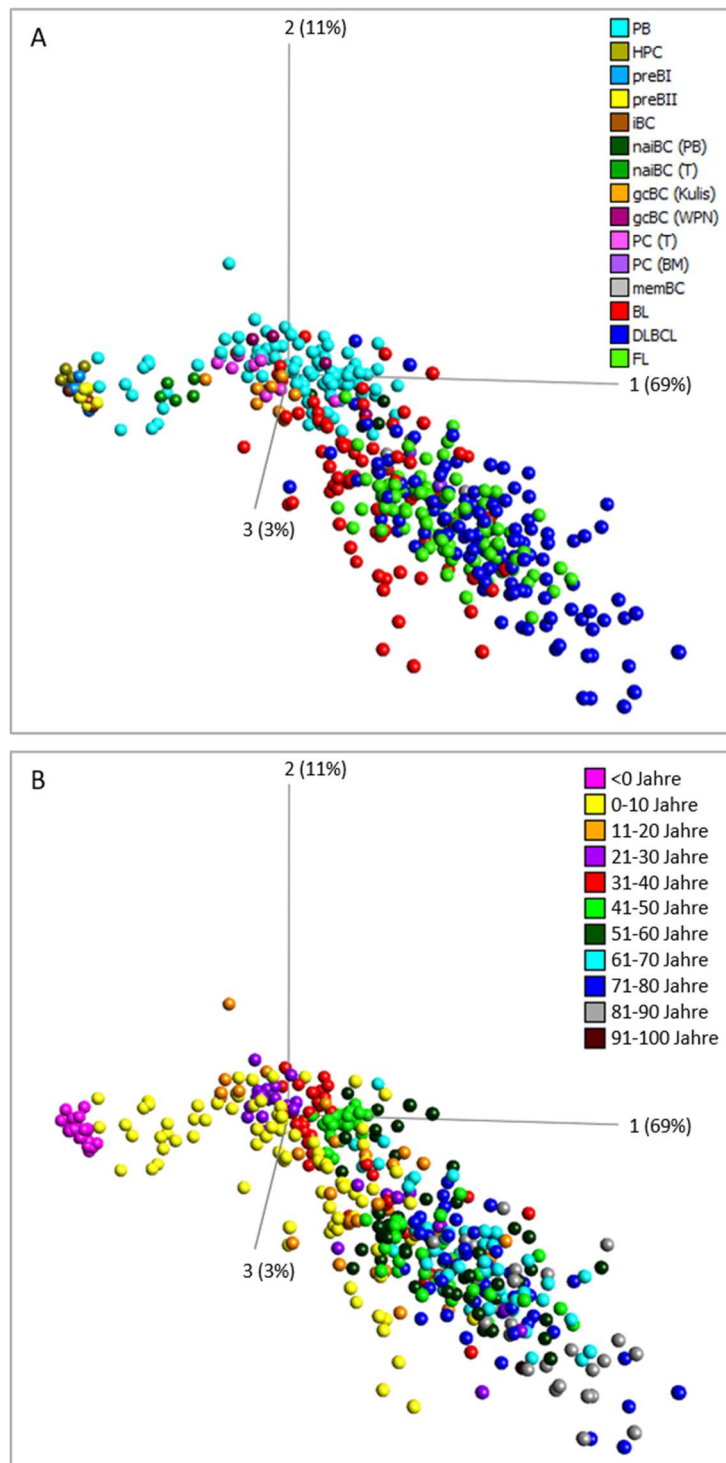 A
2 (11%)
PB
HPC
preBI
preBII
iBC
naiBC (PB)
naiBC (T)
gcBC (Kulis)
gcBC (WPN)
PC (T)
PC (BM)
memBC
BL
DLBCL
FL
1 (69%)
3 (3%)
B
2 (11%)
<0 Jahre
0-10 Jahre
11-20 Jahre
21-30 Jahre
31-40 Jahre
41-50 Jahre
51-60 Jahre
61-70 Jahre
71-80 Jahre
81-90 Jahre
91-100 Jahre
1 (69%)
3 (3%)